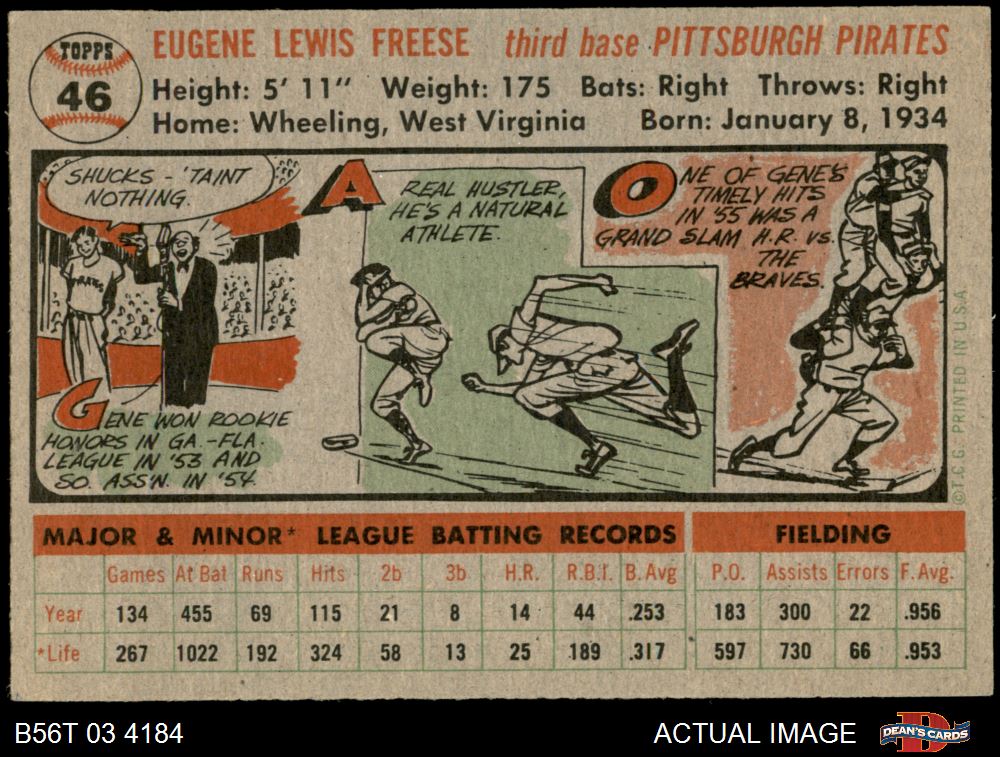 TOPPS
46
EUGENE LEWIS FREESE third base PITTSBURGH PIRATES
Height: 5' 11" Weight: 175 Bats: Right Throws: Right
Home: Wheeling, West Virginia Born: January 8, 1934
SHUCKS - 'TAINT
NOTHING.
PIRATES
GENE WON ROOKIE
HONORS IN GA.-FLA.
LEAGUE IN '53 AND
SO. ASS'N. IN '54.
A REAL HUSTLER,
HE'S A NATURAL
ATHLETE.
ONE OF GENE'S
TIMELY HITS
IN '55 WAS A
GRAND SLAM H.R. VS.
THE
BRAVES.
© T.C.G. PRINTED IN U.S.A.
MAJOR & MINOR* LEAGUE BATTING RECORDS FIELDING
Games At Bat Runs Hits 2b 3b H.R. R.B.I. B. Avg P.O. Assists Errors F. Avg.
Year 134 455 69 115 21 8 14 44 .253 183 300 22 .956
*Life 267 1022 192 324 58 13 25 189 .317 597 730 66 .953
B56T 03 4184 ACTUAL IMAGE D DEAN'S CARDS